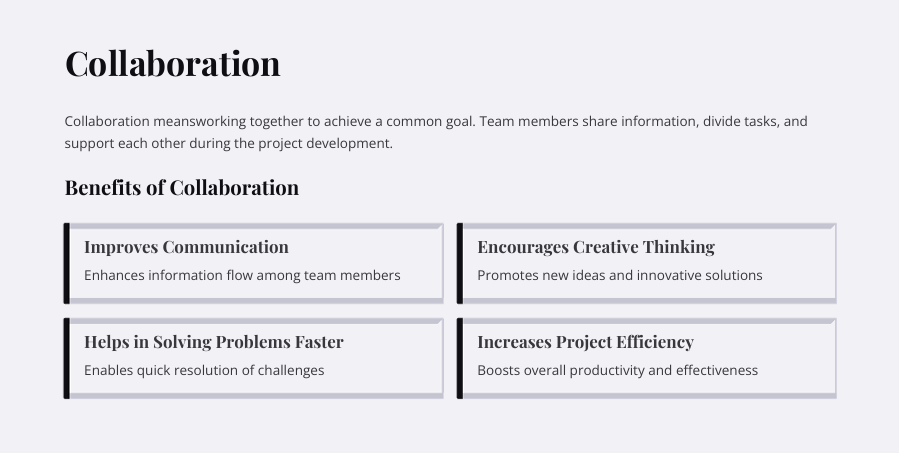 Collaboration
Collaboration meansworking together to achieve a common goal. Team members share information, divide tasks, and
support each other during the project development.
Benefits of Collaboration
Improves Communication
Enhances information flow among team members
Encourages Creative Thinking
Promotes new ideas and innovative solutions
Helps in Solving Problems Faster
Enables quick resolution of challenges
Increases Project Efficiency
Boosts overall productivity and effectiveness